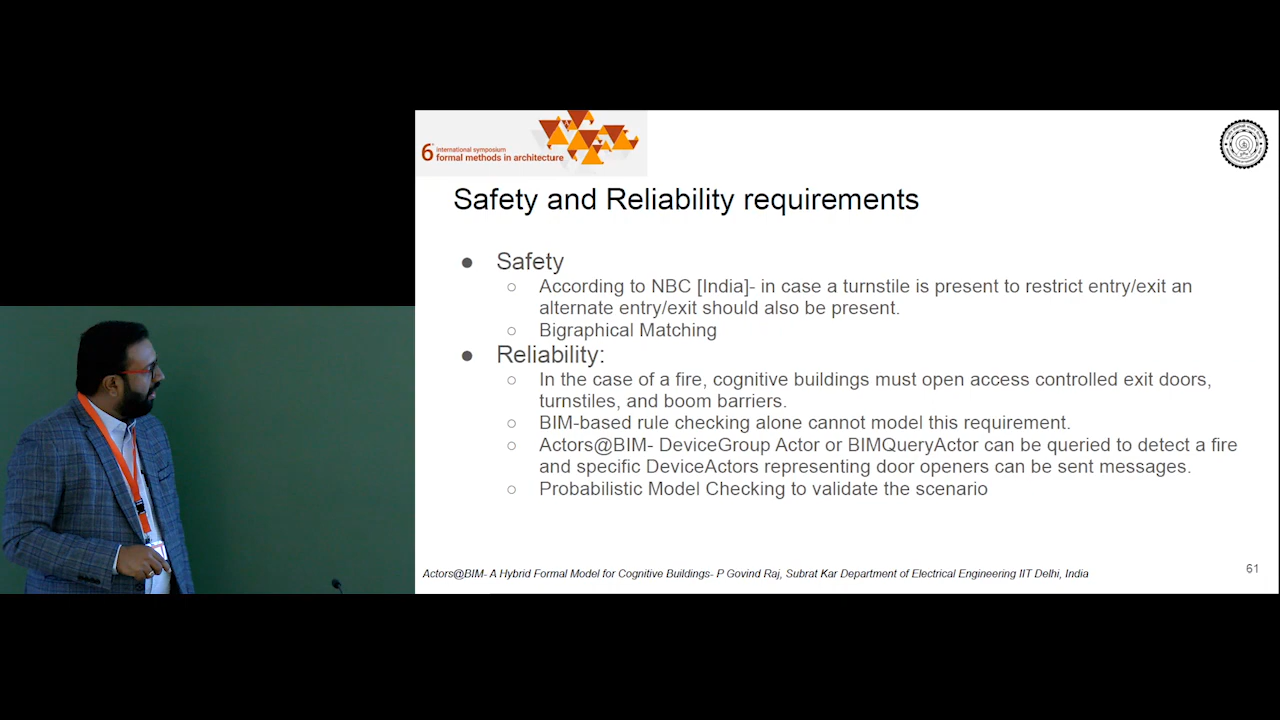 6th international symposium
formal methods in architecture
Safety and Reliability requirements
● Safety
○ According to NBC [India]- in case a turnstile is present to restrict entry/exit an
alternate entry/exit should also be present.
○ Bigraphical Matching
● Reliability:
○ In the case of a fire, cognitive buildings must open access controlled exit doors,
turnstiles, and boom barriers.
○ BIM-based rule checking alone cannot model this requirement.
○ Actors@BIM- DeviceGroup Actor or BIMQueryActor can be queried to detect a fire
and specific DeviceActors representing door openers can be sent messages.
○ Probabilistic Model Checking to validate the scenario
Actors@BIM- A Hybrid Formal Model for Cognitive Buildings- P Govind Raj, Subrat Kar Department of Electrical Engineering IIT Delhi, India
61